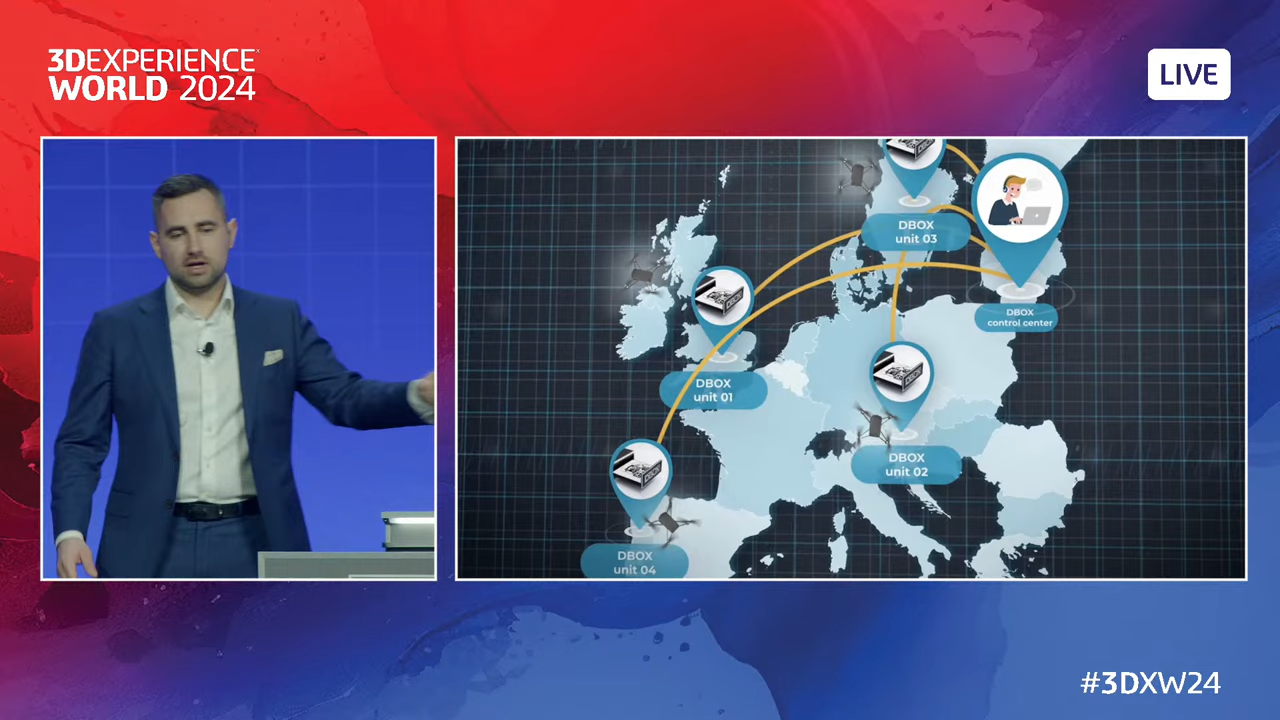 3DEXPERIENCE
WORLD 2024
LIVE
DBOX
unit 03
DBOX
control center
DBOX
unit 01
DBOX
unit 02
DBOX
unit 04
#3DXW24